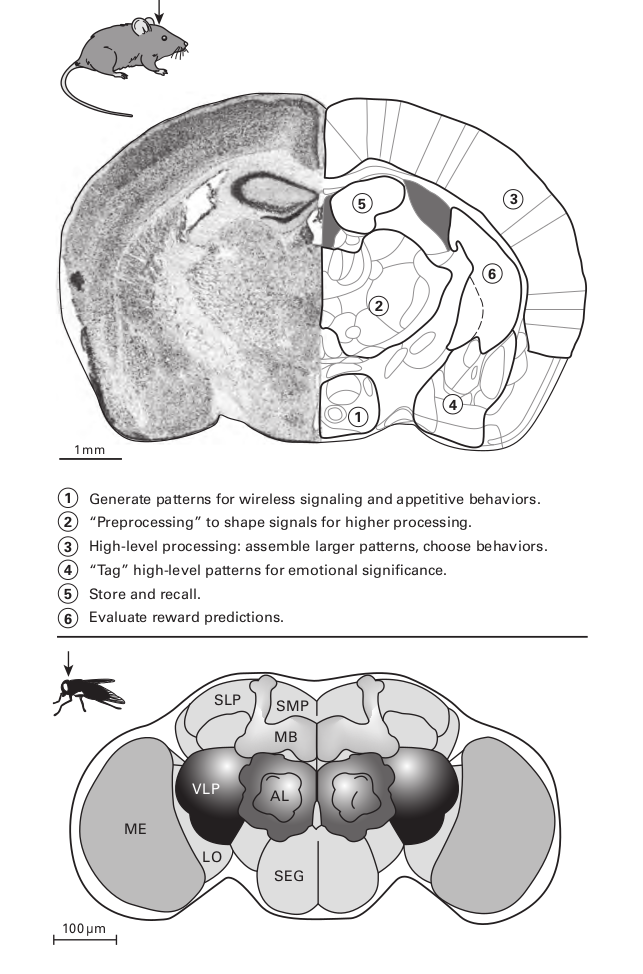 3
5
6
2
4
1
1mm
1 Generate patterns for wireless signaling and appetitive behaviors.
2 “Preprocessing” to shape signals for higher processing.
3 High-level processing: assemble larger patterns, choose behaviors.
4 “Tag” high-level patterns for emotional significance.
5 Store and recall.
6 Evaluate reward predictions.
SLP SMP
MB
VLP AL
ME
LO
SEG
100µm